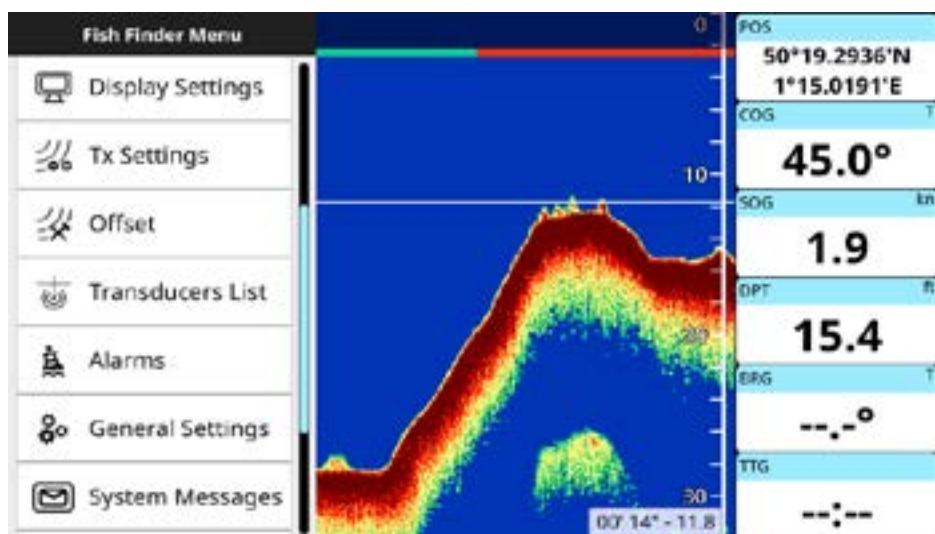 Fish Finder Menu
Display Settings
Tx Settings
Offset
Transducers List
Alarms
General Settings
System Messages
0
10
20
30
00' 14" - 11.8
POS
50°19.2936'N
1°15.0191'E
COG T
45.0°
SOG kn
1.9
DPT ft
15.4
BRG T
--.-°
TTG
--:--